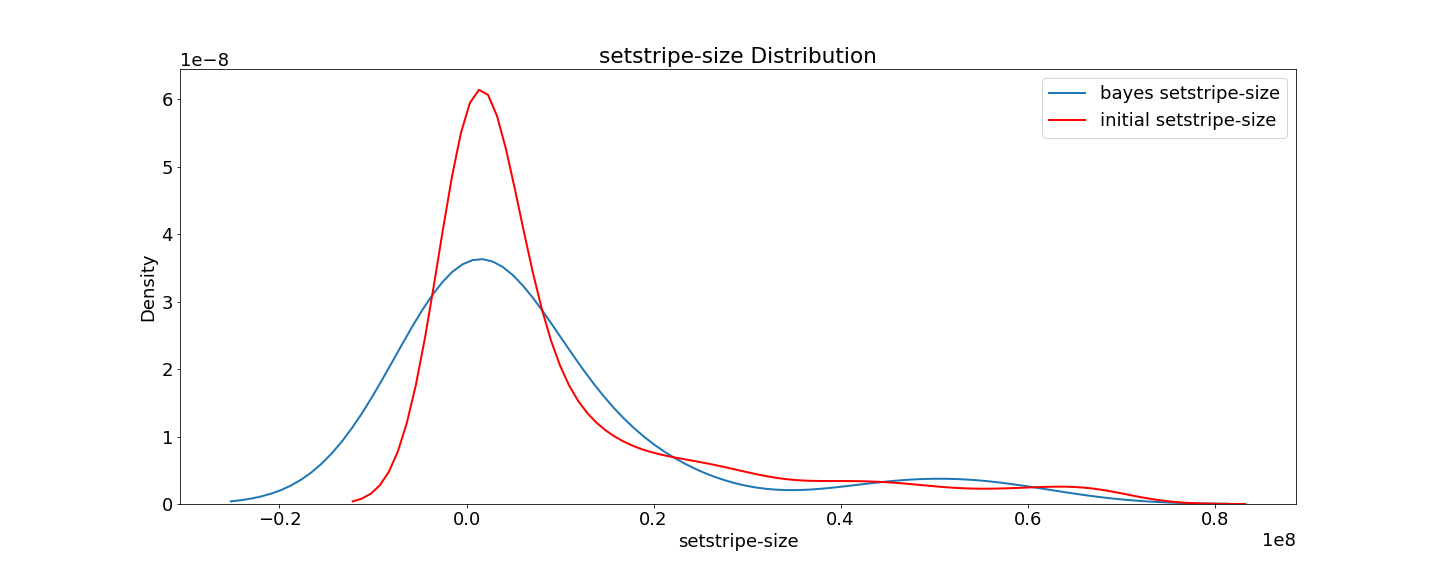 setstripe-size Distribution
1e−8
bayes setstripe-size
initial setstripe-size
6
5
4
3
2
1
0
Density
−0.2
0.0
0.2
0.4
0.6
0.8
setstripe-size
1e8